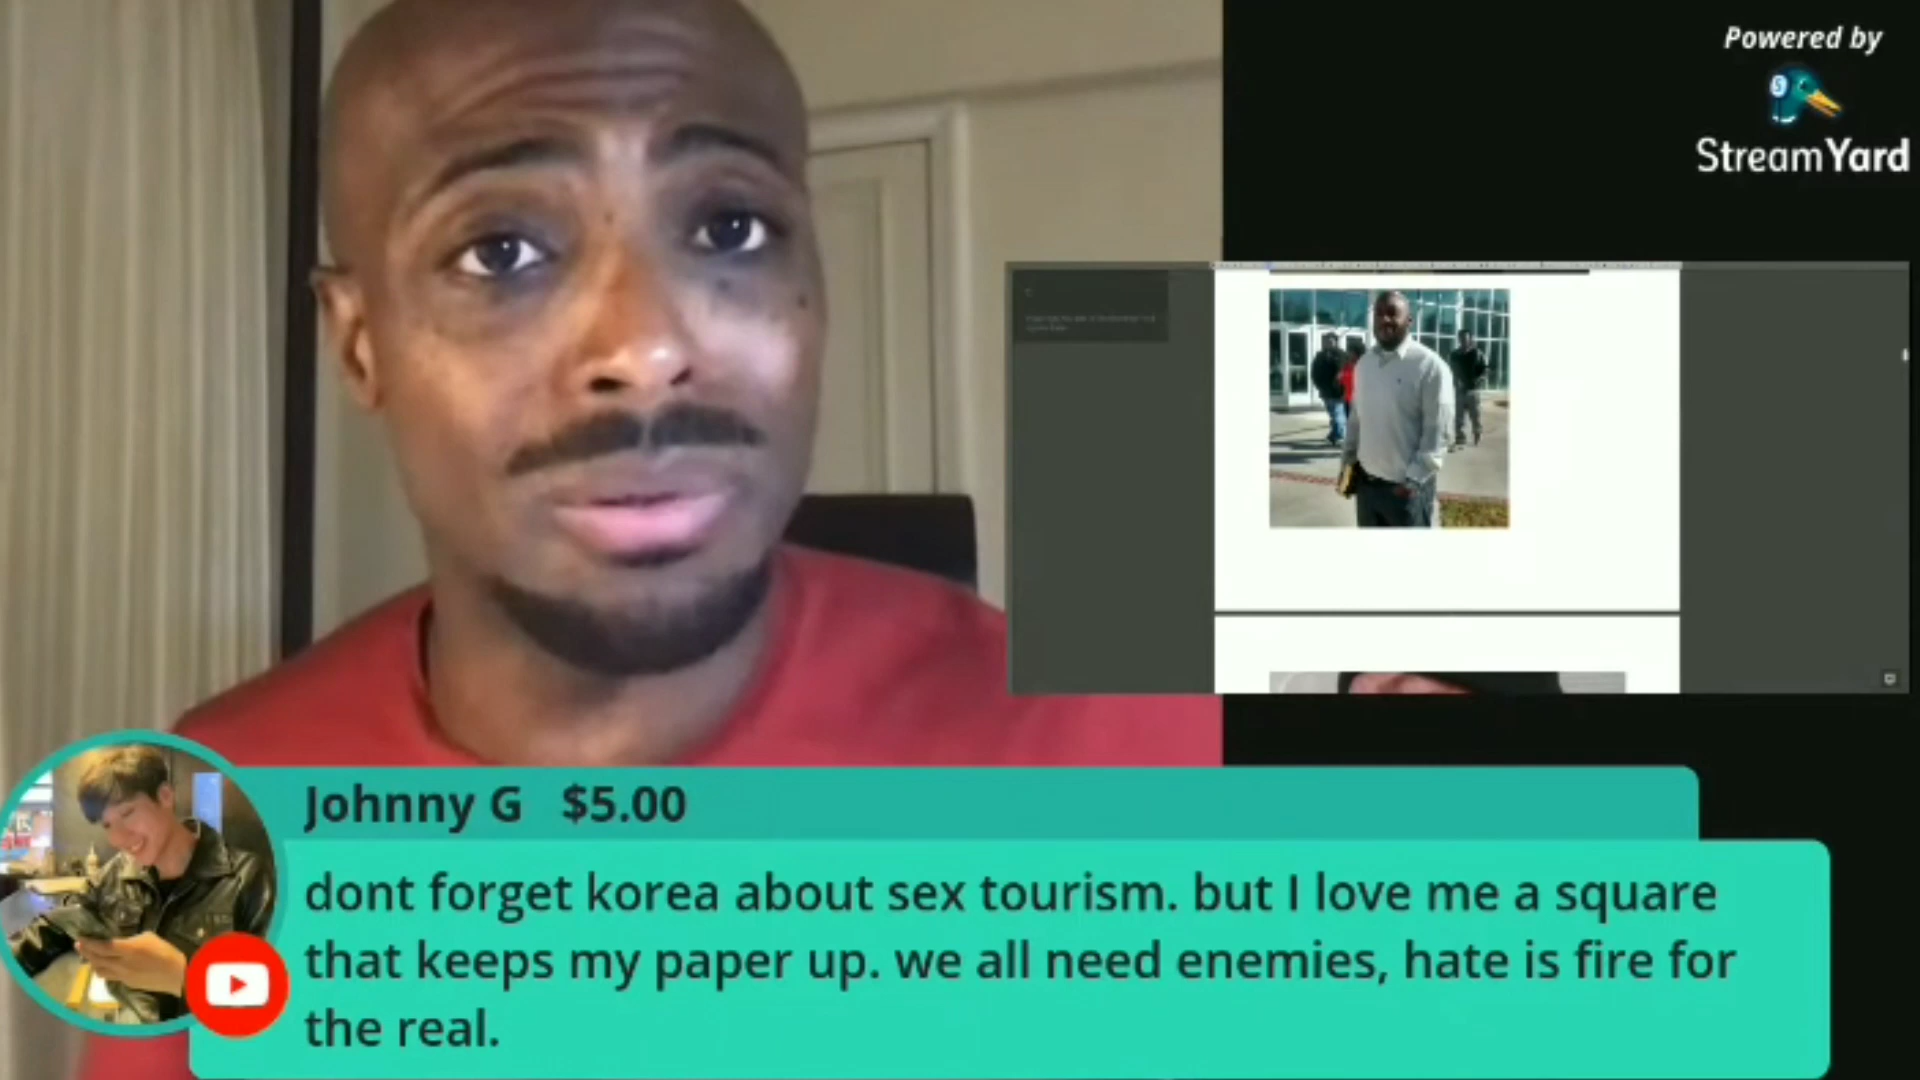 Powered by
StreamYard
Johnny G $5.00
dont forget korea about sex tourism. but I love me a square
that keeps my paper up. we all need enemies, hate is fire for
the real.